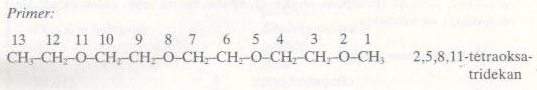 Primer:
13 12 11 10 9 8 7 6 5 4 3 2 1
CH₃–CH₂–O–CH₂–CH₂–O–CH₂–CH₂–O–CH₂–CH₂–O–CH₃ 2,5,8,11-tetraoksa-
tridekan